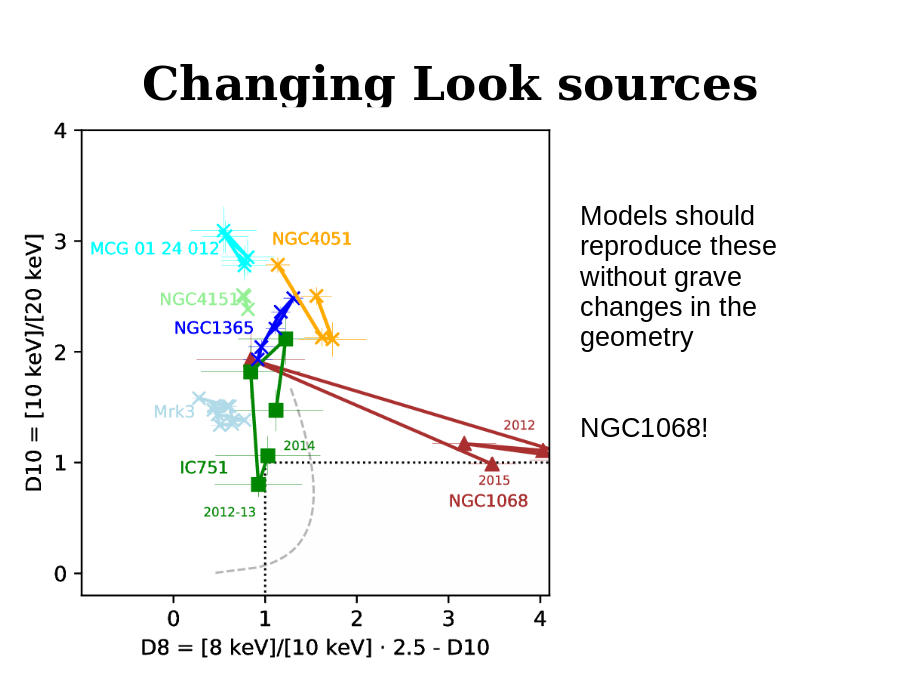 Changing Look sources
4
3
2
1
0
D10 = [10 keV]/[20 keV]
MCG 01 24 012
NGC4051
NGC4151
NGC1365
Mrk3
2012
2014
IC751
2015
NGC1068
2012-13
0 1 2 3 4
D8 = [8 keV]/[10 keV] · 2.5 - D10
Models should
reproduce these
without grave
changes in the
geometry
NGC1068!